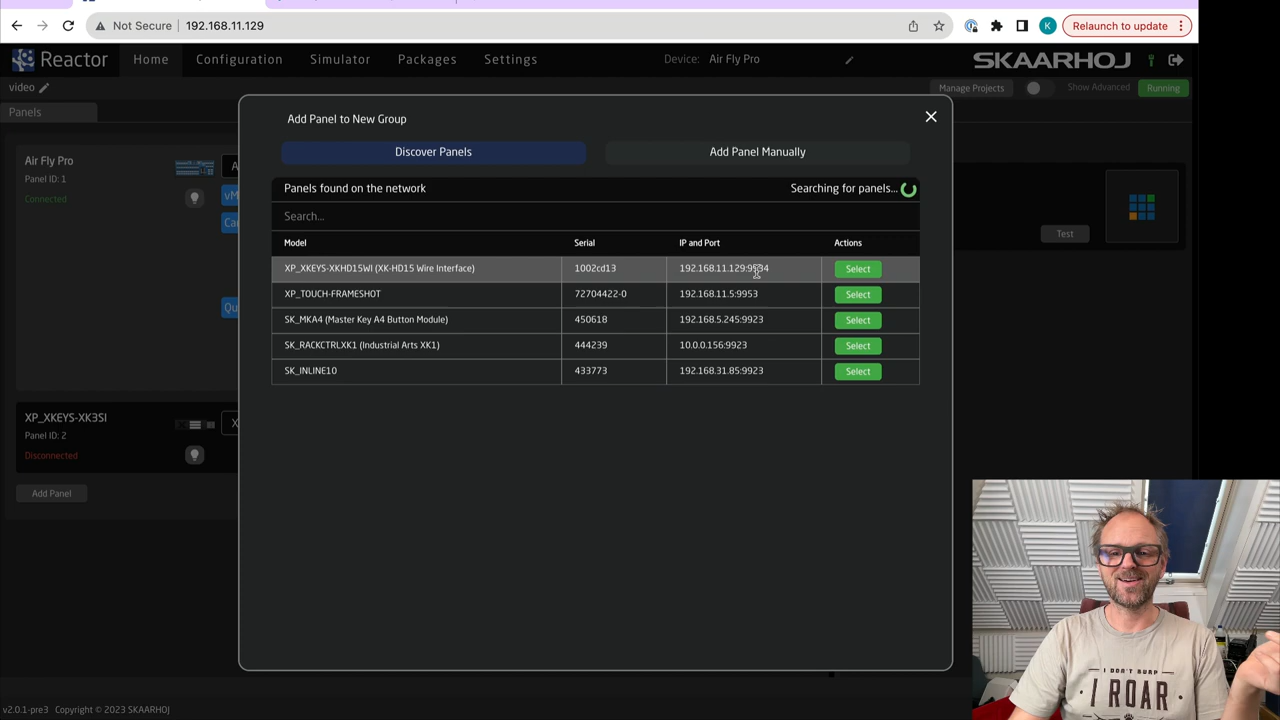 Not Secure 192.168.11.129
K
Relaunch to update
Reactor Home Configuration Simulator Packages Settings Device: Air Fly Pro SKAARHOJ
video Manage Projects Show Advanced Running
Panels
Add Panel to New Group
Discover Panels Add Panel Manually
Panels found on the network Searching for panels...
Search...
Model Serial IP and Port Actions
XP_XKEYS-XKHD15WI (XK-HD15 Wire Interface) 1002cd13 Select
XP_TOUCH-FRAMESHOT 72704422-0 192.168.11.5:9953 Select
SK_MKA4 (Master Key A4 Button Module) 450618 192.168.5.245:9923 Select
SK_RACKCTRLXK1 (Industrial Arts XK1) 444239 10.0.0.156:9923 Select
SK_INLINE10 433773 192.168.31.85:9923 Select
Air Fly Pro
Panel ID: 1
Connected
Test
XP_XKEYS-XK3SI
Panel ID: 2
Disconnected
Add Panel
I DON'T
I ROAR
v2.0.1-pre3 Copyright © 2023 SKAARHOJ